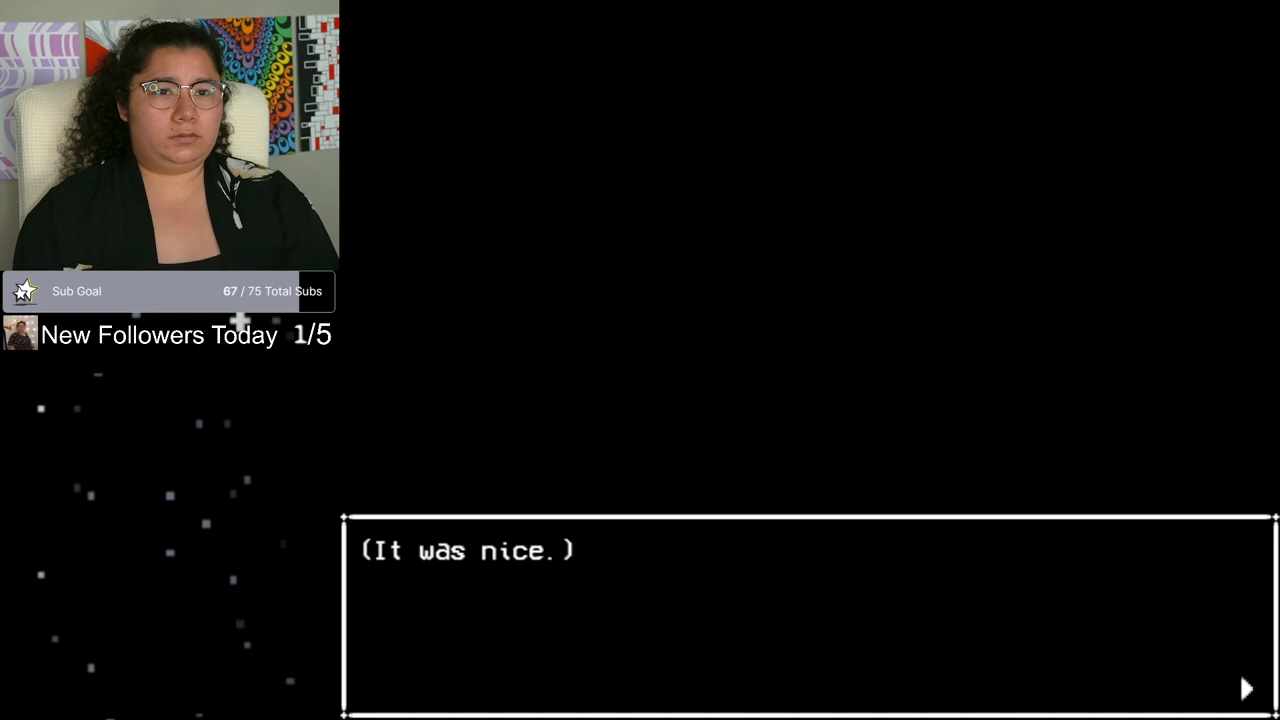 Sub Goal 67 / 75 Total Subs
New Followers Today 1/5
(It was nice.)